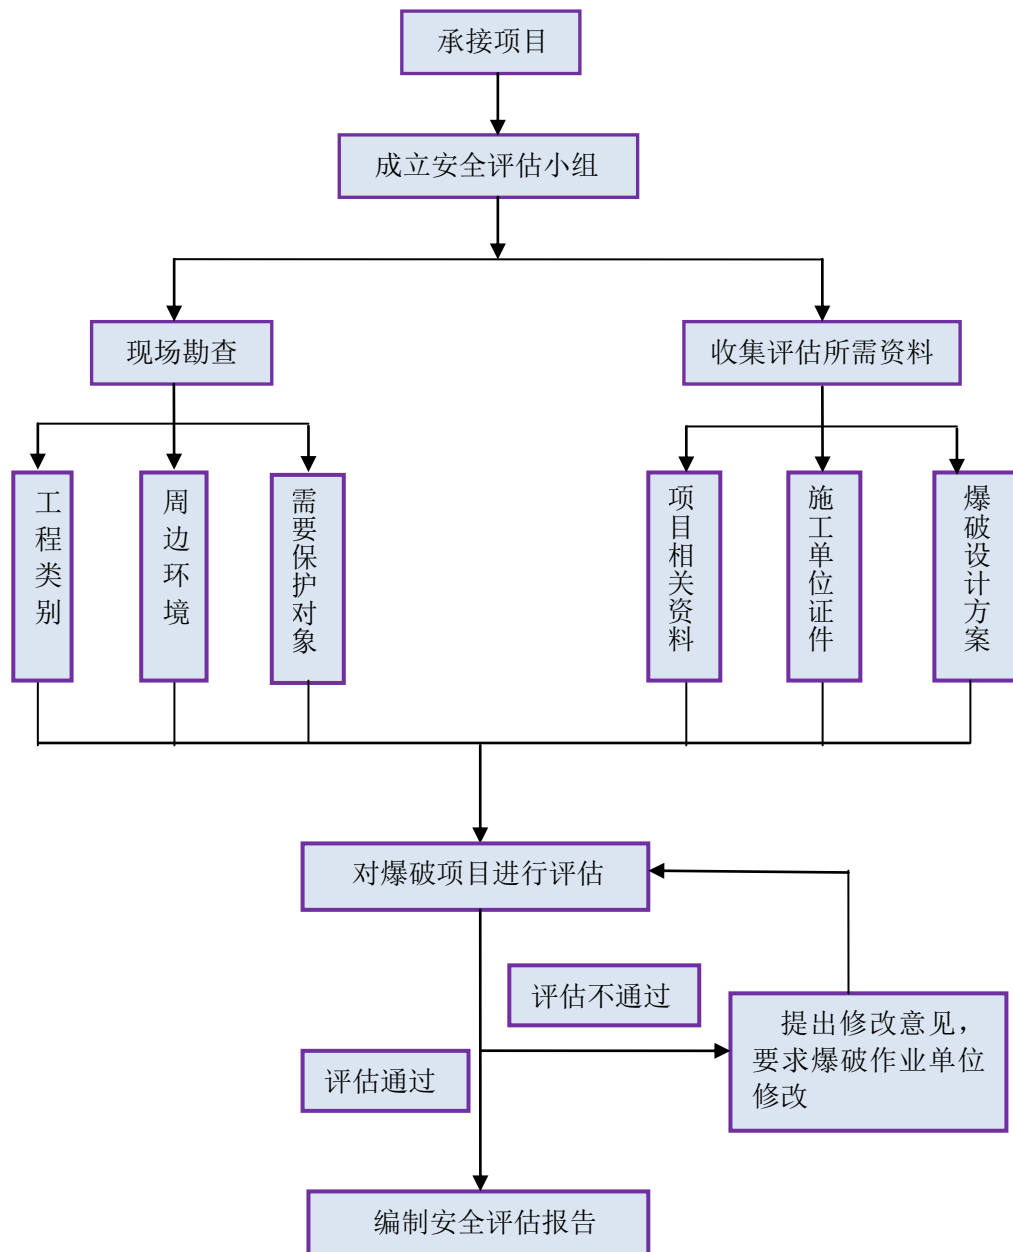 承接项目
成立安全评估小组
现场勘查
收集评估所需资料
工程类别
周边环境
需要保护对象
项目相关资料
施工单位证件
爆破设计方案
对爆破项目进行评估
评估不通过
提出修改意见，
要求爆破作业单位
修改
评估通过
编制安全评估报告